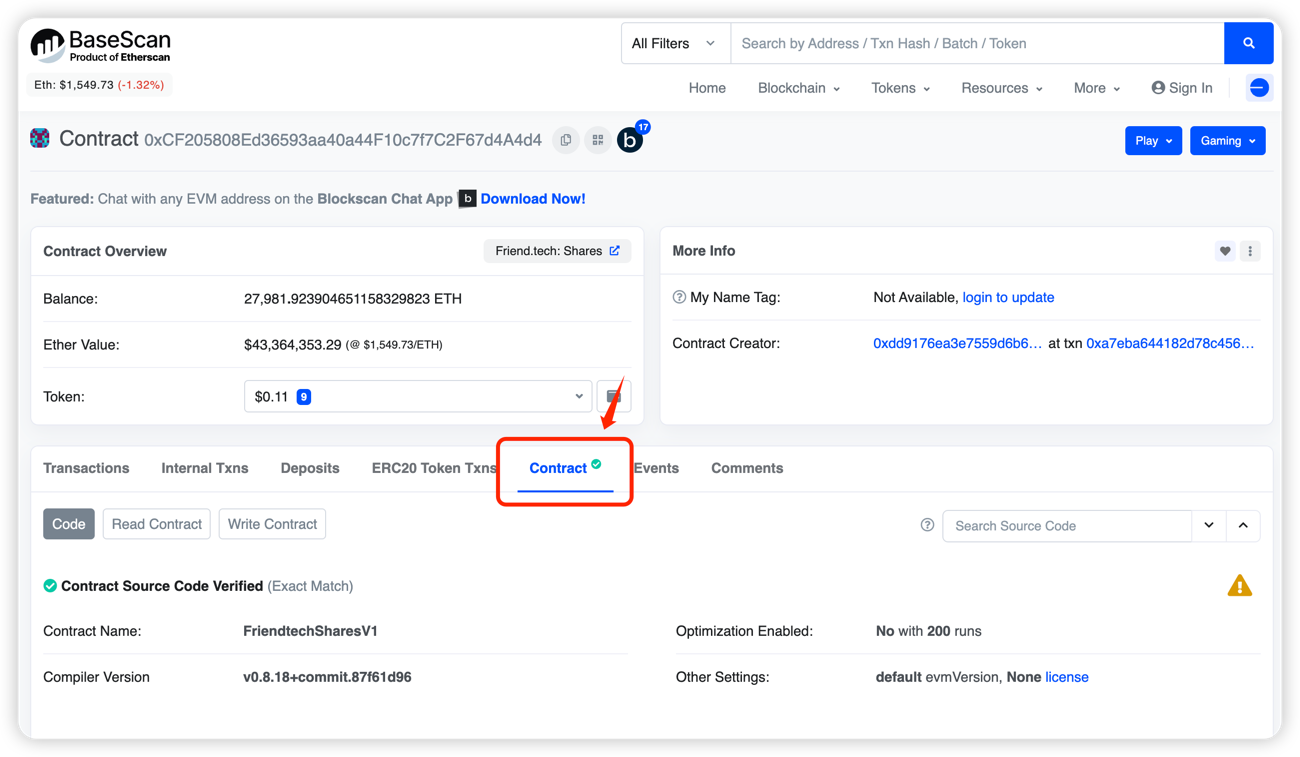 BaseScan
Product of Etherscan
All Filters
Search by Address / Txn Hash / Batch / Token
Eth: $1,549.73 (-1.32%)
Home Blockchain Tokens Resources More Sign In
Contract 0xCF205808Ed36593aa40a44F10c7f7C2F67d4A4d4 b 17
Play Gaming
Featured: Chat with any EVM address on the Blockscan Chat App b Download Now!
Contract Overview
Friend.tech: Shares
Balance: 27,981.923904651158329823 ETH
Ether Value: $43,364,353.29 (@ $1,549.73/ETH)
Token: $0.11 9
More Info
? My Name Tag: Not Available, login to update
Contract Creator: 0xdd9176ea3e7559d6b6... at txn 0xa7eba644182d78c456...
Transactions Internal Txns Deposits ERC20 Token Txns Contract Events Comments
Code Read Contract Write Contract
? Search Source Code
Contract Source Code Verified (Exact Match)
Contract Name: FriendtechSharesV1
Optimization Enabled: No with 200 runs
Compiler Version v0.8.18+commit.87f61d96
Other Settings: default evmVersion, None license